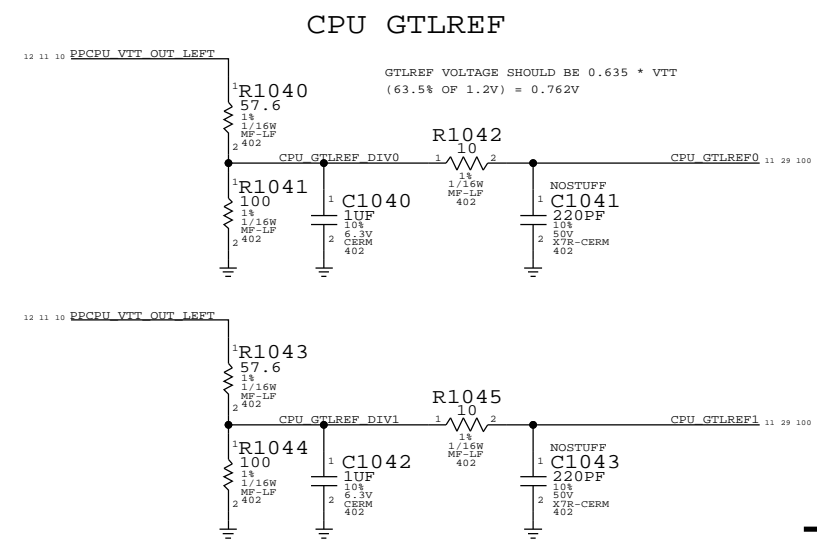 CPU GTLREF
12 11 10 PPCPU_VTT_OUT_LEFT
GTLREF VOLTAGE SHOULD BE 0.635 * VTT
(63.5% OF 1.2V) = 0.762V
1
R1040
57.6
1%
1/16W
MF-LF
2 402
CPU_GTLREF_DIV0
R1042
10
1 2
1%
1/16W
MF-LF
402
CPU_GTLREF0 11 29 100
1
R1041
100
1%
1/16W
MF-LF
2 402
1 C1040
1UF
10%
2 6.3V
CERM
402
NOSTUFF
1 C1041
220PF
10%
2 50V
X7R-CERM
402
12 11 10 PPCPU_VTT_OUT_LEFT
1
R1043
57.6
1%
1/16W
MF-LF
2 402
CPU_GTLREF_DIV1
R1045
10
1 2
1%
1/16W
MF-LF
402
CPU_GTLREF1 11 29 100
1
R1044
100
1%
1/16W
MF-LF
2 402
1 C1042
1UF
10%
2 6.3V
CERM
402
NOSTUFF
1 C1043
220PF
10%
2 50V
X7R-CERM
402